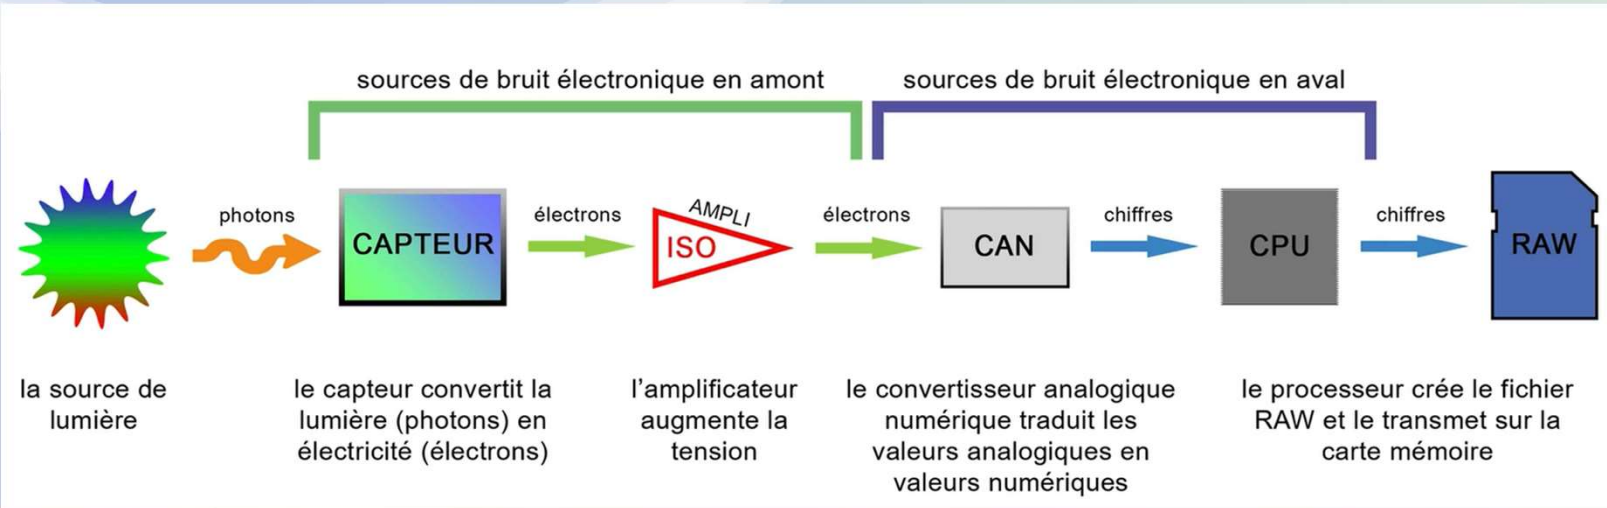 sources de bruit électronique en amont
sources de bruit électronique en aval
photons
CAPTEUR
électrons
AMPLI
ISO
électrons
CAN
chiffres
CPU
chiffres
RAW
la source de
lumière
le capteur convertit la
lumière (photons) en
électricité (électrons)
l'amplificateur
augmente la
tension
le convertisseur analogique
numérique traduit les
valeurs analogiques en
valeurs numériques
le processeur crée le fichier
RAW et le transmet sur la
carte mémoire